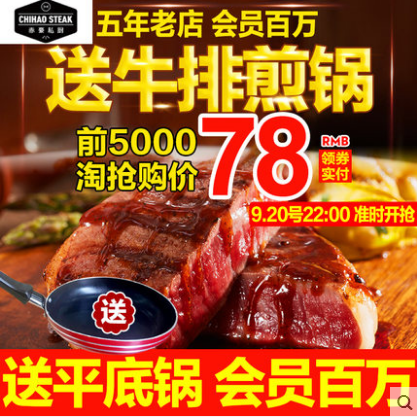 CHIHAO STEAK
赤豪私厨
五年老店 会员百万
送牛排煎锅
前5000
淘抢购价
78
RMB
领券
实付
9.20号22:00 准时开抢
送
送平底锅 会员百万